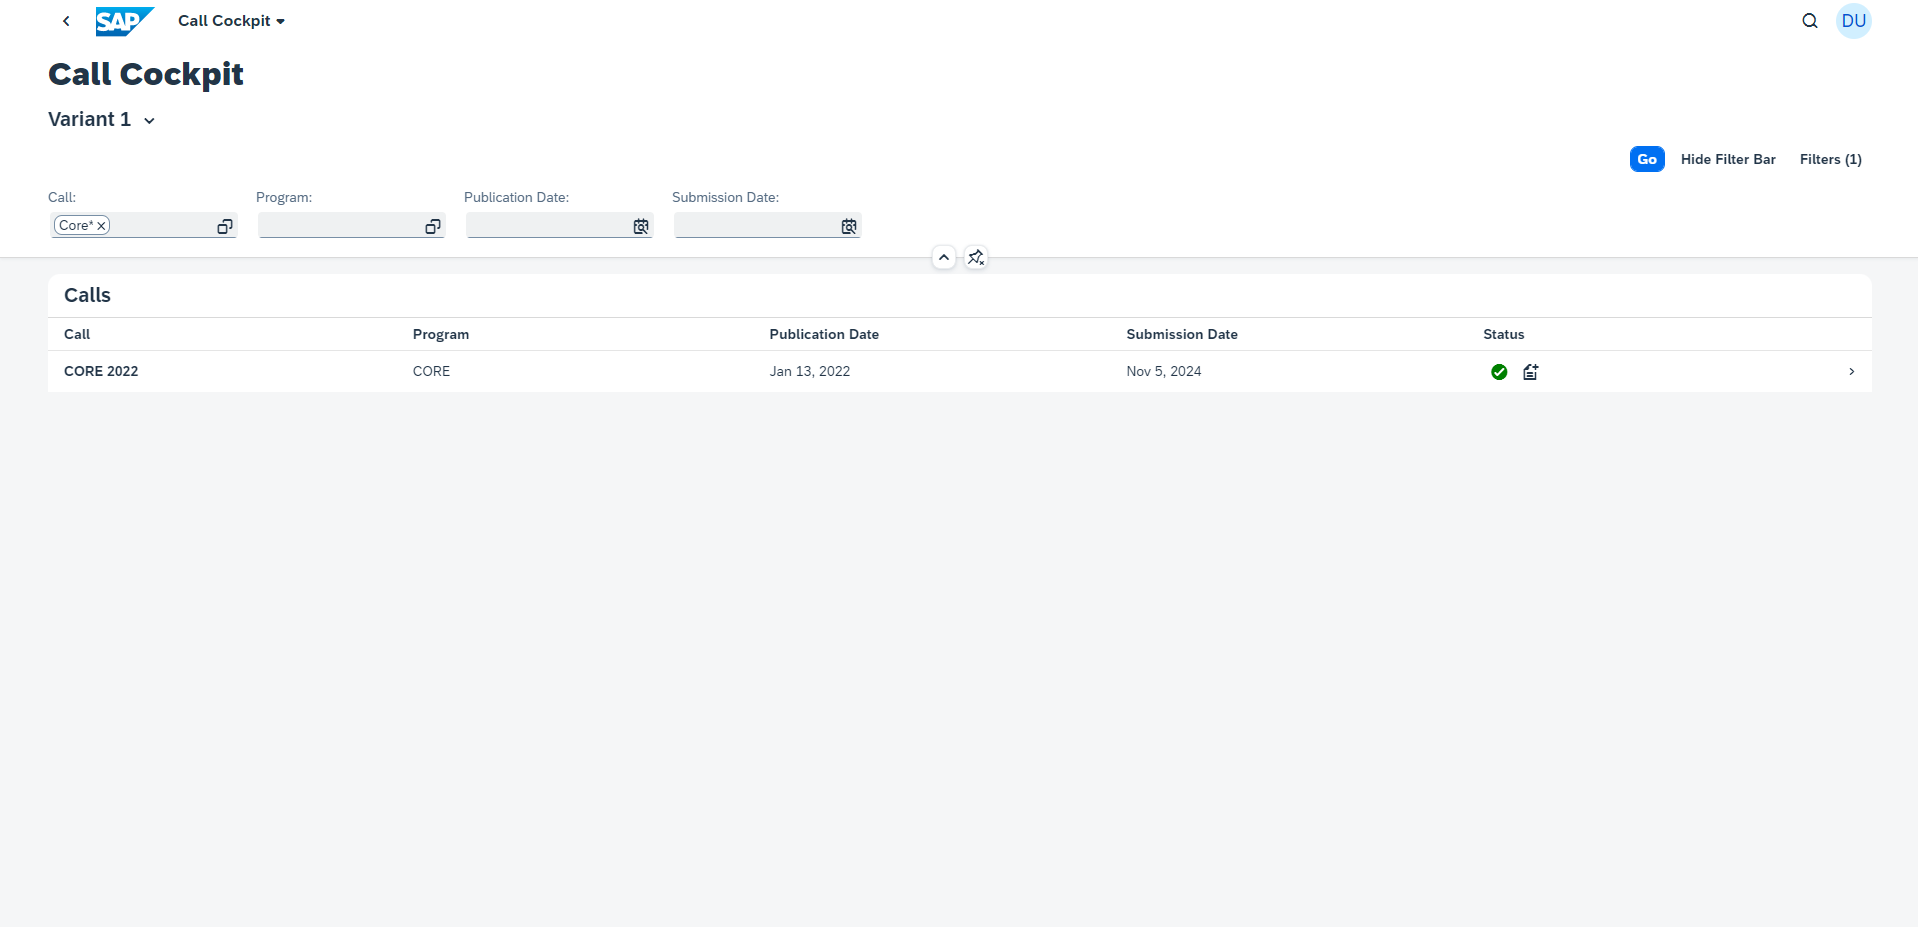 SAP Call Cockpit DU
Call Cockpit
Variant 1
Go Hide Filter Bar Filters (1)
Call: Program: Publication Date: Submission Date:
Core*
Calls
Call Program Publication Date Submission Date Status
CORE 2022 CORE Jan 13, 2022 Nov 5, 2024